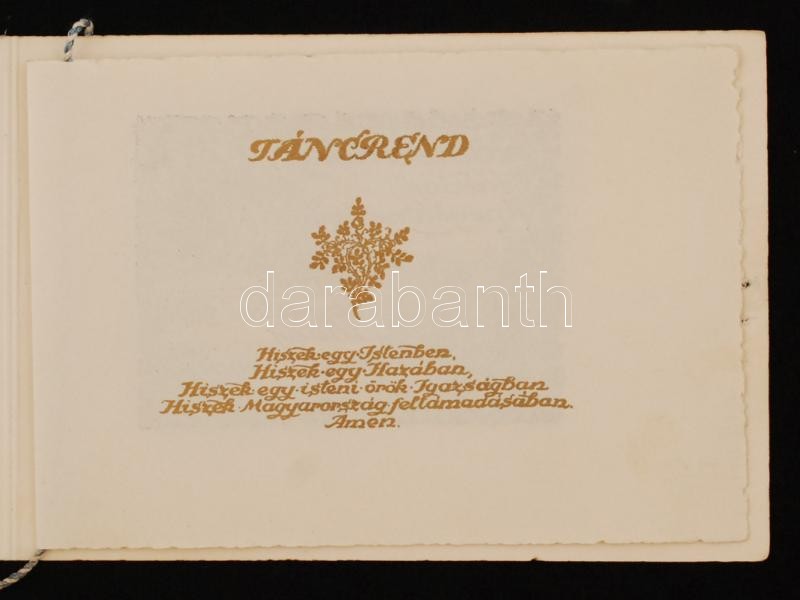 TÁNCREND
darabanth
Hiszek·egy·Istenben,
Hiszek·egy·Hazában,
Hiszek·egy·isteni·örök·Igazságban
Hiszek·Magyarország·feltámadásában.
Amen.